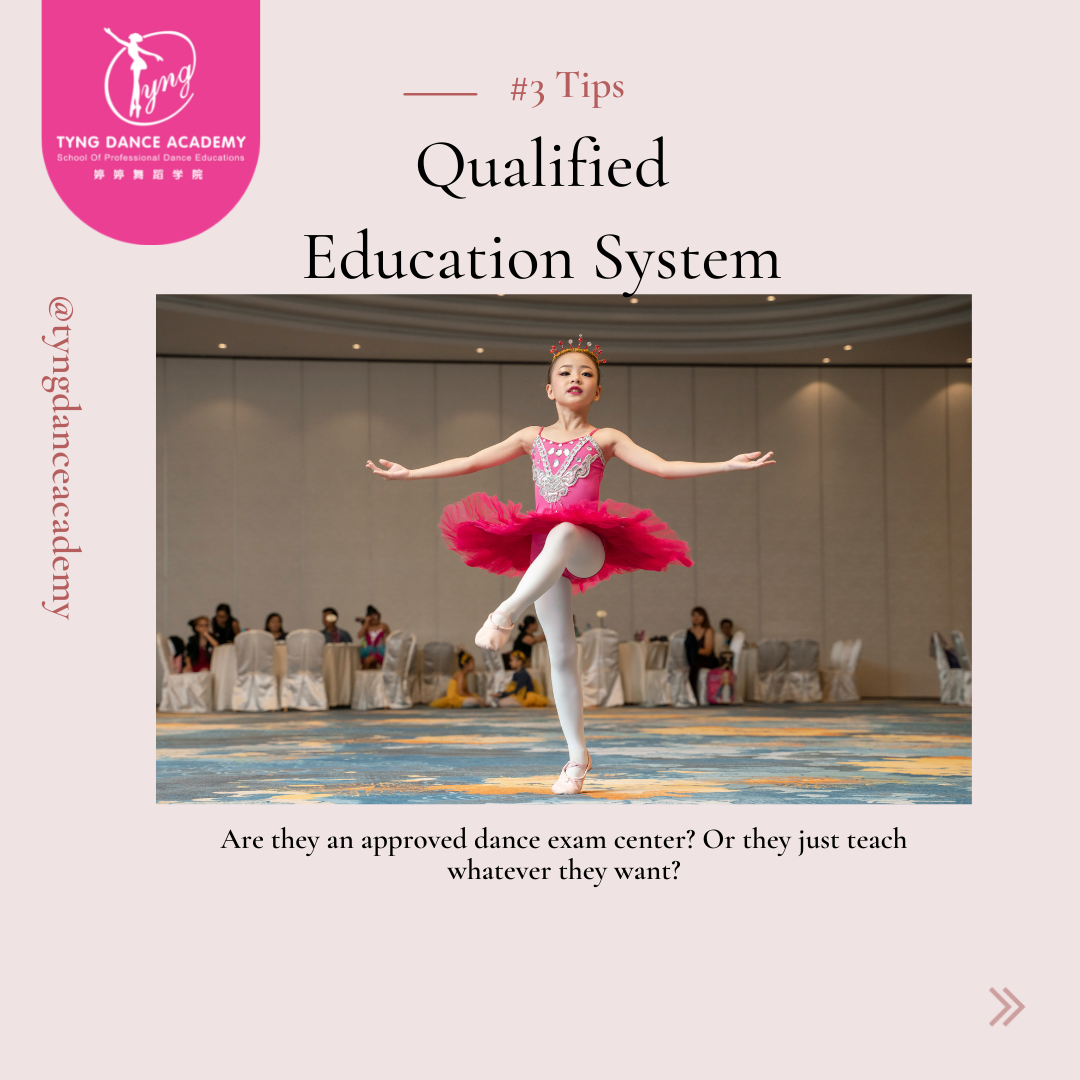 Tyng
TYNG DANCE ACADEMY
School Of Professional Dance Educations
婷婷舞蹈学院
#3 Tips
Qualified
Education System
@tyngdanceacademy
Are they an approved dance exam center? Or they just teach
whatever they want?